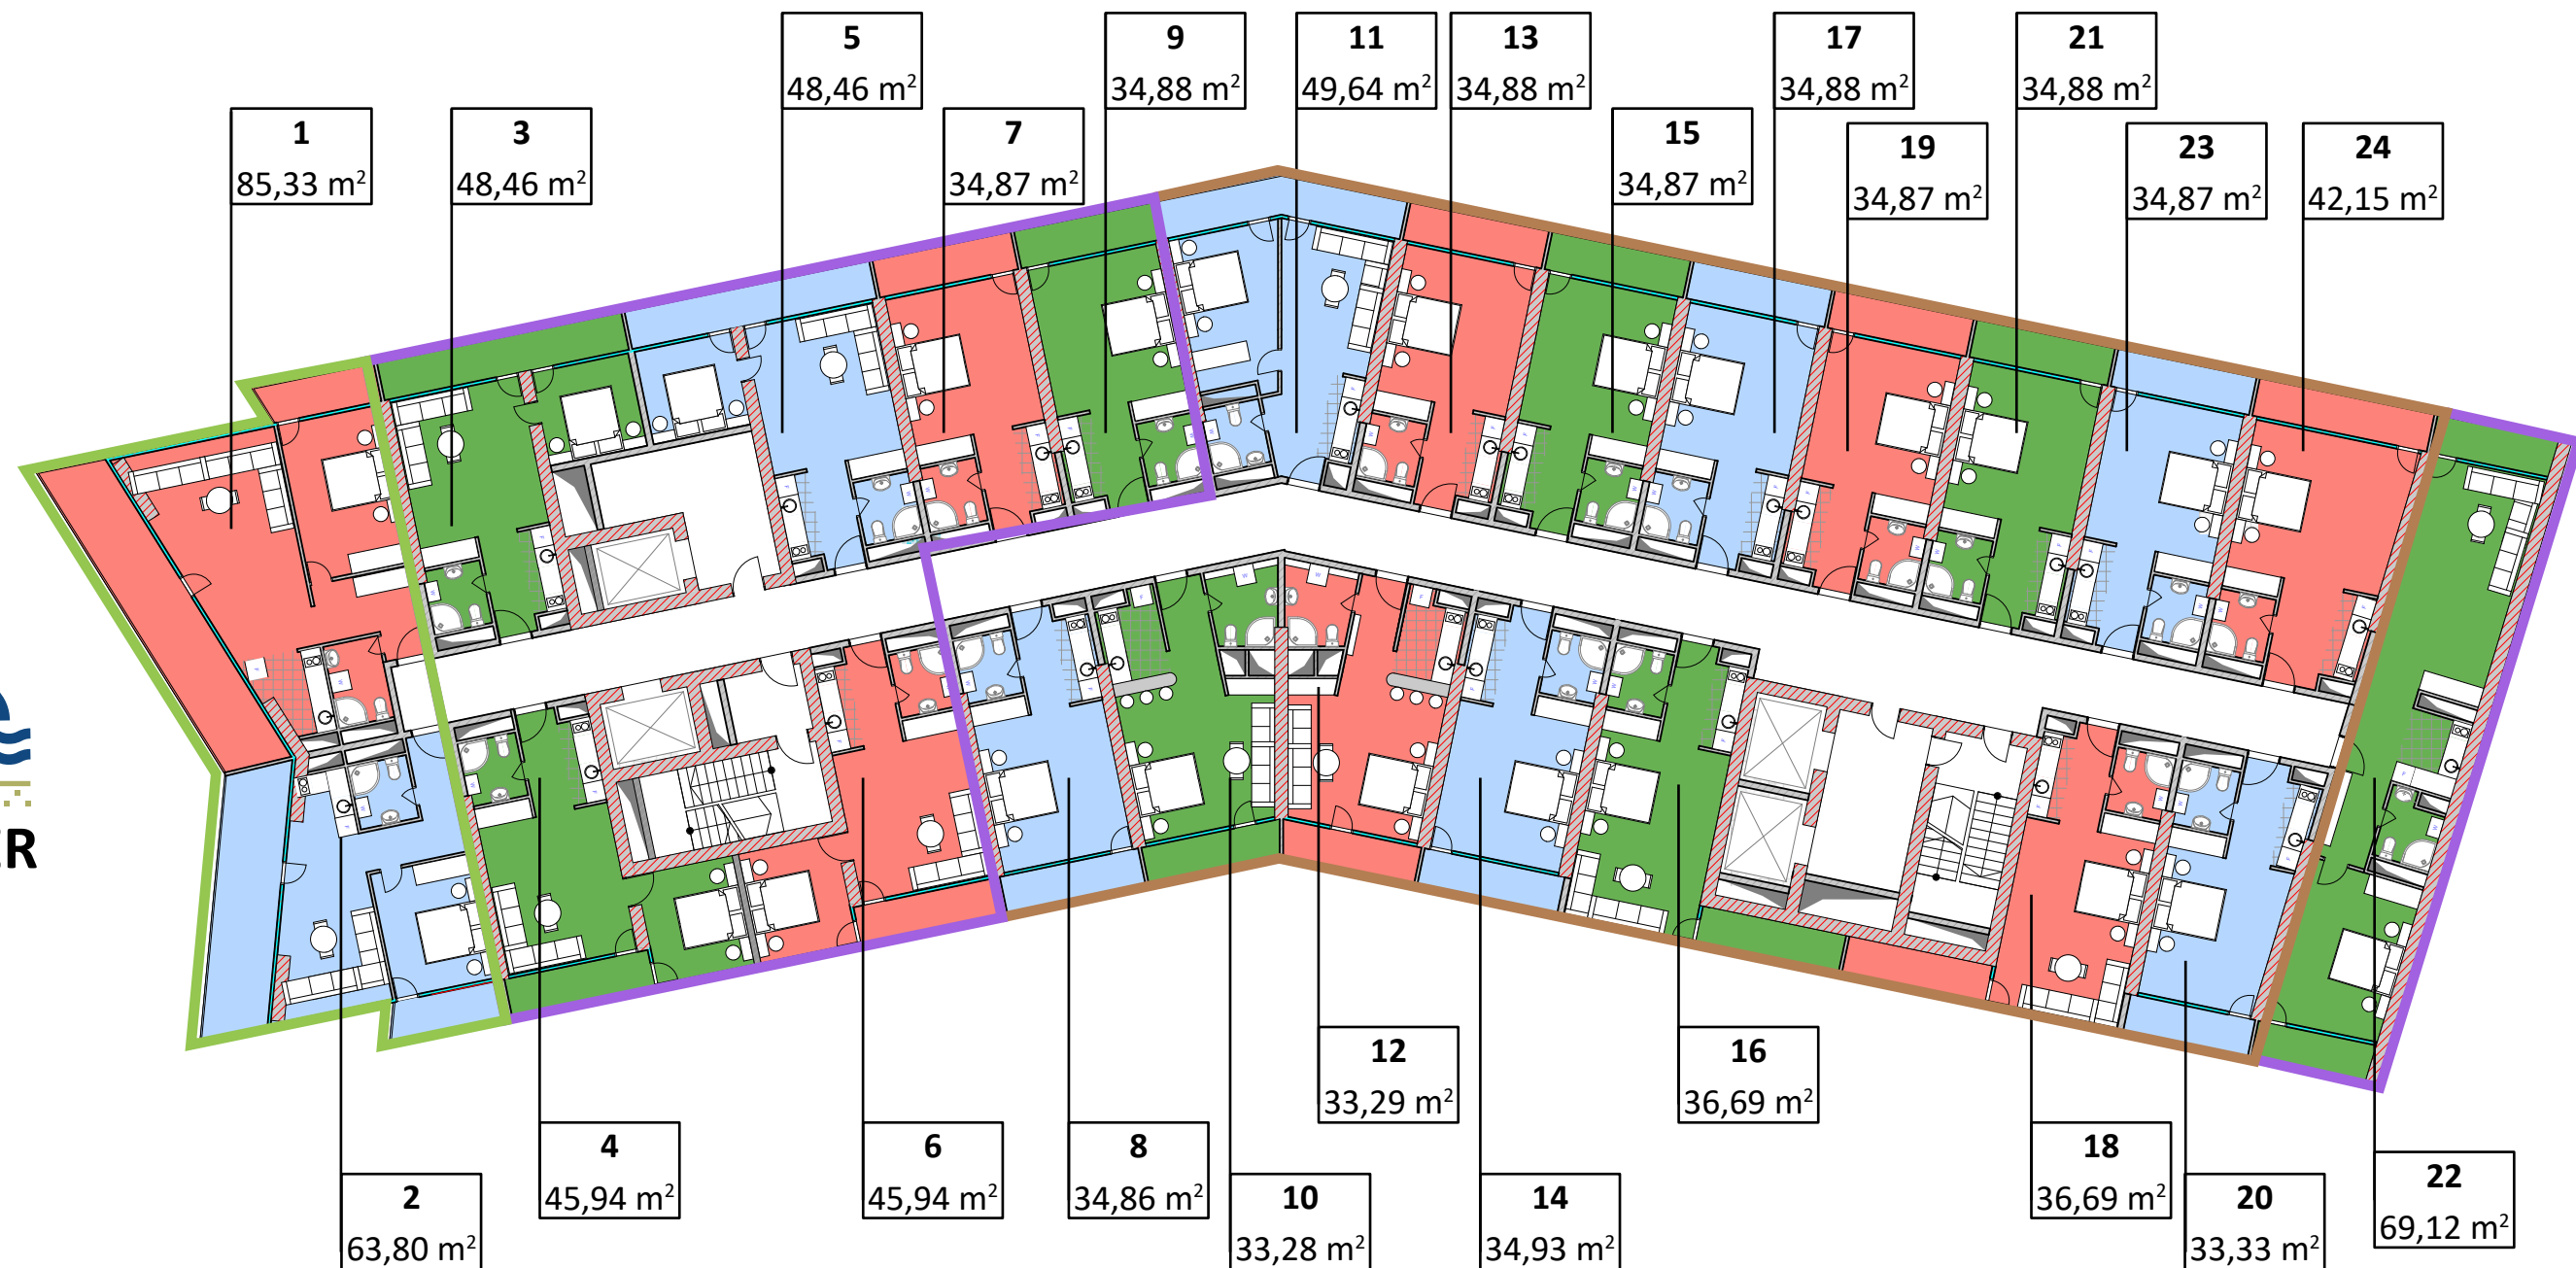 5
48,46 m²
9
34,88 m²
11
49,64 m²
13
34,88 m²
17
34,88 m²
21
34,88 m²
1
85,33 m²
3
48,46 m²
7
34,87 m²
15
34,87 m²
19
34,87 m²
23
34,87 m²
24
42,15 m²
ER
12
33,29 m²
16
36,69 m²
4
45,94 m²
6
45,94 m²
8
34,86 m²
18
36,69 m²
22
69,12 m²
2
63,80 m²
10
33,28 m²
14
34,93 m²
20
33,33 m²